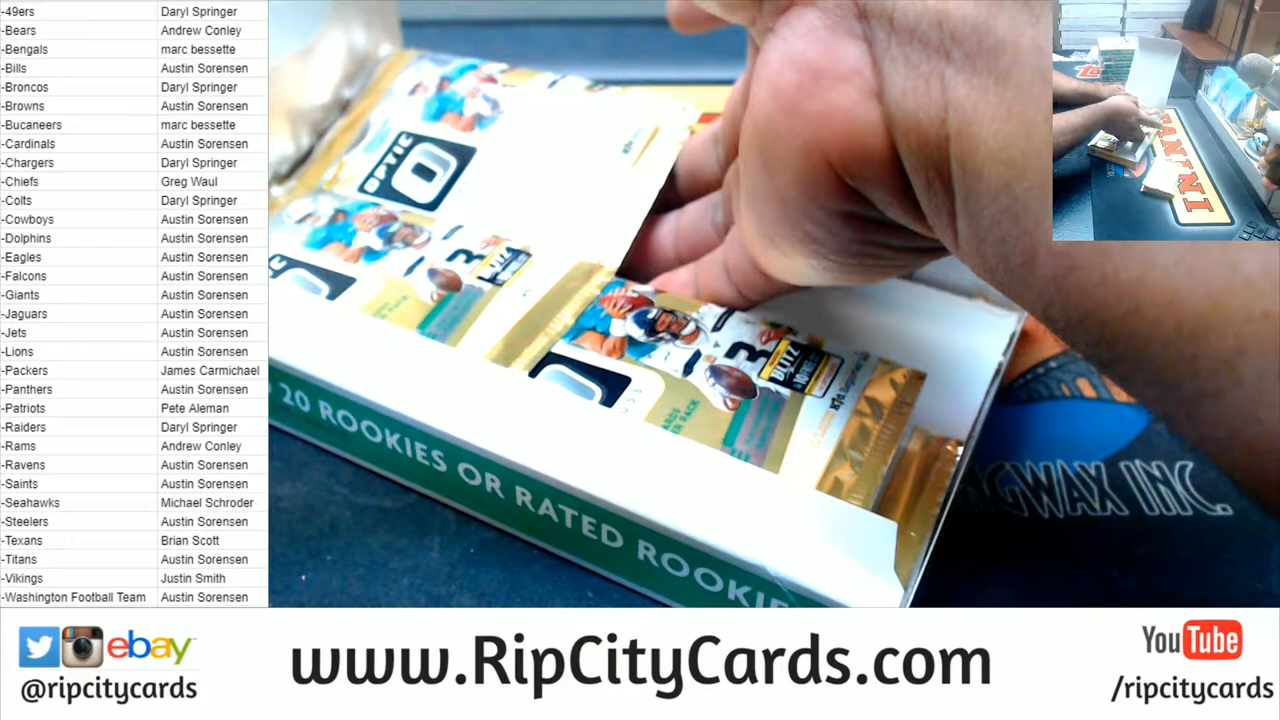 -49ers Daryl Springer
-Bears Andrew Conley
-Bengals marc bessette
-Bills Austin Sorensen
-Broncos Daryl Springer
-Browns Austin Sorensen
-Bucaneers marc bessette
-Cardinals Austin Sorensen
-Chargers Daryl Springer
-Chiefs Greg Waul
-Colts Daryl Springer
-Cowboys Austin Sorensen
-Dolphins Austin Sorensen
-Eagles Austin Sorensen
-Falcons Austin Sorensen
-Giants Austin Sorensen
-Jaguars Austin Sorensen
-Jets Austin Sorensen
-Lions Austin Sorensen
-Packers James Carmichael
-Panthers Austin Sorensen
-Patriots Pete Aleman
-Raiders Daryl Springer
-Rams Andrew Conley
-Ravens Austin Sorensen
-Saints Austin Sorensen
-Seahawks Michael Schroder
-Steelers Austin Sorensen
-Texans Brian Scott
-Titans Austin Sorensen
-Vikings Justin Smith
-Washington Football Team Austin Sorensen
OPTIC
3
3
BLITZ
20 ROOKIES OR RATED ROOKIE
GWAX INC.
PANINI
ebay
@ripcitycards
www.RipCityCards.com
YouTube
/ripcitycards